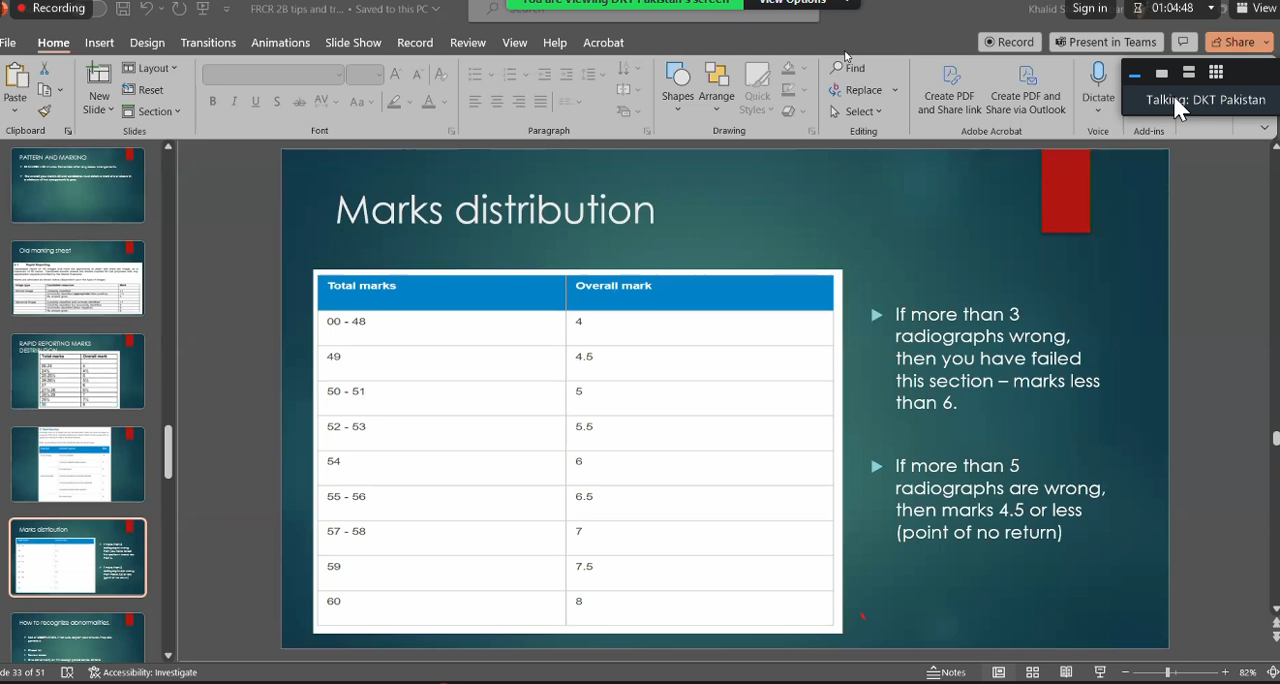 Recording
FRCR 2B tips and tr... • Saved to this PC
You are viewing DKT Pakistan's screen
View Options
Khalid S
Sign in
01:04:48
View
File
Home
Insert
Design
Transitions
Animations
Slide Show
Record
Review
View
Help
Acrobat
Record
Present in Teams
Share
Paste
New
Slide
Layout
Reset
Section
Shapes
Arrange
Quick
Styles
Find
Replace
Select
Create PDF
and Share link
Create PDF and
Share via Outlook
Dictate
Talking: DKT Pakistan
Clipboard
Slides
Font
Paragraph
Drawing
Editing
Adobe Acrobat
Voice
Add-ins
PATTERN AND MARKING
Old marking sheet
RAPID REPORTING MARKS
DISTRIBUTION
Marks distribution
How to recognize abnormalities
Marks distribution
Total marks Overall mark
00 - 48 4
49 4.5
50 - 51 5
52 - 53 5.5
54 6
55 - 56 6.5
57 - 58 7
59 7.5
60 8
If more than 3
radiographs wrong,
then you have failed
this section – marks less
than 6.
If more than 5
radiographs are wrong,
then marks 4.5 or less
(point of no return)
de 33 of 51
Accessibility: Investigate
Notes
82%